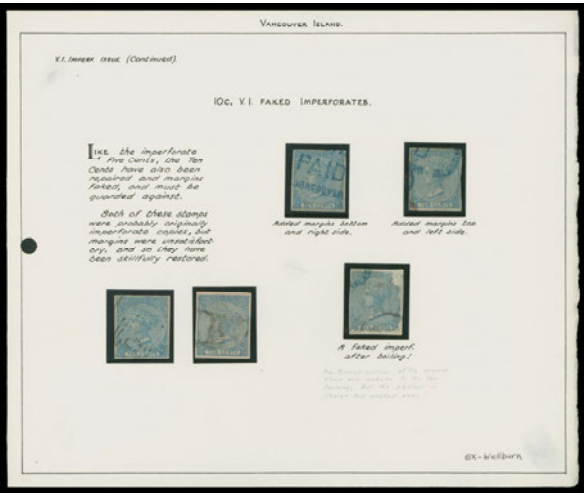 VANCOUVER ISLAND.
V.I. IMPERF ISSUE (Continued).
10c, V.I. FAKED IMPERFORATES.
LIKE the imperforate
Five Cents, the Ten
Cents have also been
repaired and margins
faked, and must be
guarded against.
Both of these stamps
were probably originally
imperforate copies, but
margins were unsatisfact
ory, and so they have
been skillfully restored.
PAID
VANCOUVER
Added margins bottom
and right side.
Added margins top
and left side.
A faked imperf.
after boiling!
ex-Wellburn